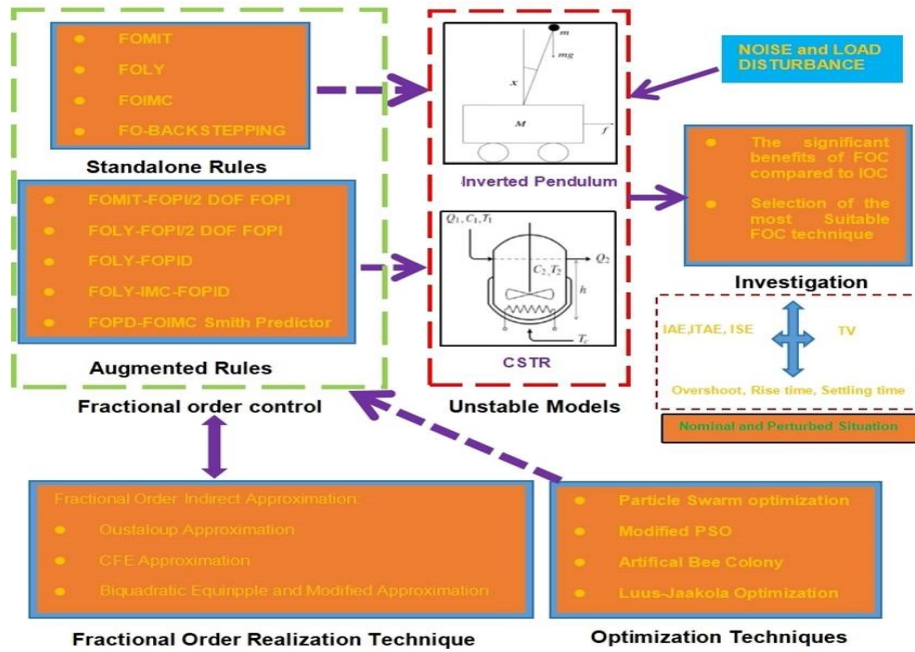 FOMIT
FOLY
FOIMC
FO-BACKSTEPPING
Standalone Rules
FOMIT-FOPI/2 DOF FOPI
FOLY-FOPI/2 DOF FOPI
FOLY-FOPID
FOLY-IMC-FOPID
FOPD-FOIMC Smith Predictor
Augmented Rules
Fractional order control
m
mg
x
M
f
Inverted Pendulum
Q1, C1, T1
Q2
C2, T2
h
Tc
CSTR
Unstable Models
NOISE and LOAD
DISTURBANCE
The significant
benefits of FOC
compared to IOC
Selection of the
most Suitable
FOC technique
Investigation
IAE,ITAE, ISE
TV
Overshoot, Rise time, Settling time
Nominal and Perturbed Situation
Fractional Order Indirect Approximation:
Oustaloup Approximation
CFE Approximation
Biquadratic Equiripple and Modified Approximation
Fractional Order Realization Technique
Particle Swarm optimization
Modified PSO
Artifical Bee Colony
Luus-Jaakola Optimization
Optimization Techniques